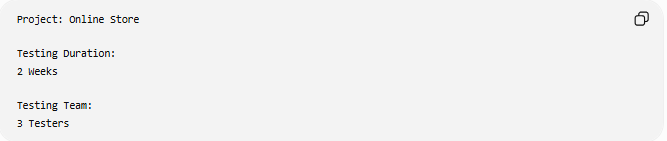 Project: Online Store
Testing Duration:
2 Weeks
Testing Team:
3 Testers